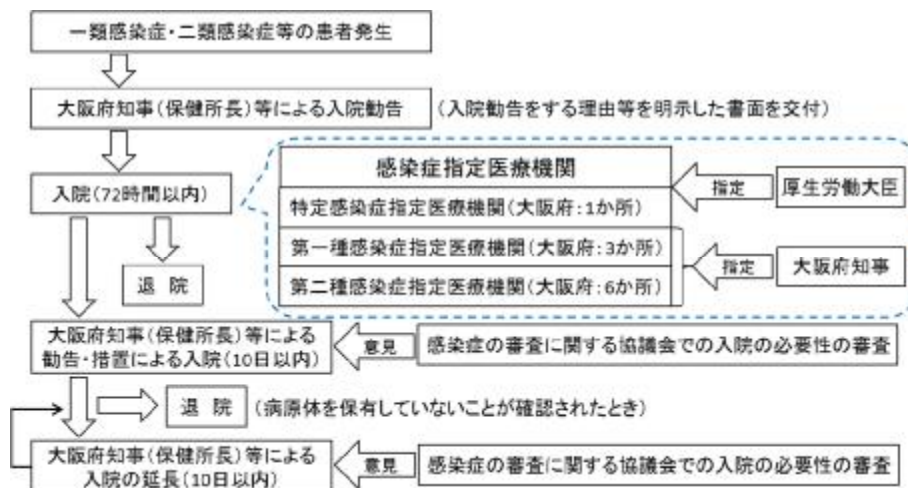 一類感染症・二類感染症等の患者発生
大阪府知事(保健所長)等による入院勧告
(入院勧告をする理由等を明示した書面を交付)
入院(72時間以内)
退 院
感染症指定医療機関
特定感染症指定医療機関(大阪府:1か所)
第一種感染症指定医療機関(大阪府:3か所)
第二種感染症指定医療機関(大阪府:6か所)
指定
厚生労働大臣
指定
大阪府知事
大阪府知事(保健所長)等による
勧告・措置による入院(10日以内)
意見
感染症の審査に関する協議会での入院の必要性の審査
退 院
(病原体を保有していないことが確認されたとき)
大阪府知事(保健所長)等による
入院の延長(10日以内)
意見
感染症の審査に関する協議会での入院の必要性の審査